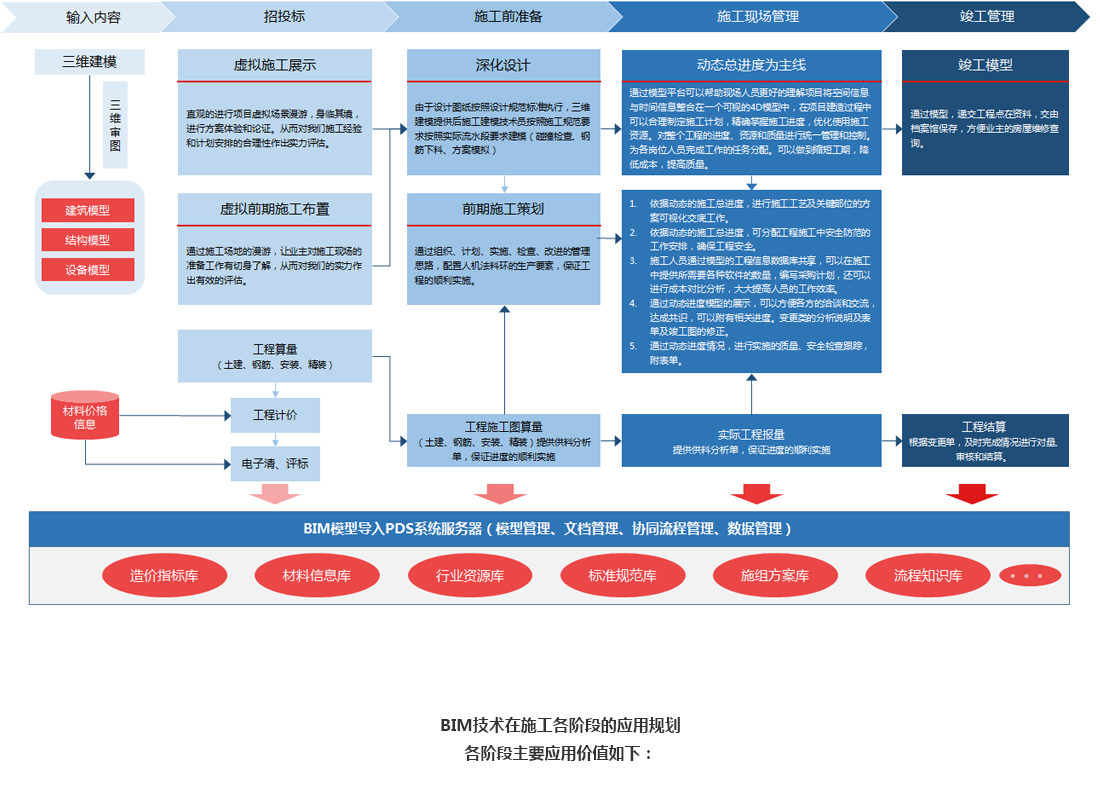 输入内容
招投标
施工前准备
施工现场管理
竣工管理
三维建模
三维审图
建筑模型
结构模型
设备模型
材料价格
信息
虚拟施工展示
直观的进行项目虚拟场景漫游，身临其境，
进行方案体验和论证。从而对我们施工经验
和计划安排的合理性作出实力评估。
虚拟前期施工布置
通过施工场地的漫游，让业主对施工现场的
准备工作有切身了解，从而对我们的实力作
出有效的评估。
工程算量
（土建、钢筋、安装、精装）
工程计价
电子清、评标
深化设计
由于设计图纸按照设计规范标准执行，三维
建模提供后施工建模技术员按照施工规范要
求按照实际流水段要求建模（碰撞检查、钢
筋下料、方案模拟）
前期施工策划
通过组织、计划、实施、检查、改进的管理
思路，配置人机法料环的生产要素，保证工
程的顺利实施。
工程施工图算量
（土建、钢筋、安装、精装）提供供料分析
单，保证进度的顺利实施
动态总进度为主线
通过模型平台可以帮助现场人员更好的理解项目将空间信息
与时间信息整合在一个可视的4D模型中，在项目建造过程中
可以合理制定施工计划，精确掌握施工进度，优化使用施工
资源。对整个工程的进度、资源和质量进行统一管理和控制。
为各岗位人员完成工作的任务分配。可以做到缩短工期，降
低成本，提高质量。
1. 依据动态的施工总进度，进行施工工艺及关键部位的方
案可视化交底工作。
2. 依据动态的施工总进度，可分配工程施工中安全防范的
工作安排，确保工程安全。
3. 施工人员通过模型的工程信息数据库共享，可以在施工
中提供所需要各种软件的数量，编写采购计划，还可以
进行成本对比分析，大大提高人员的工作效率。
4. 通过动态进度模型的展示，可以方便各方的洽谈和交流，
达成共识，可以附有相关进度。变更类的分析说明及表
单及竣工图的修正。
5. 通过动态进度情况，进行实施的质量、安全检查跟踪，
附表单。
实际工程报量
提供供料分析单，保证进度的顺利实施
竣工模型
通过模型，递交工程点在资料，交由
档案馆保存，方便业主的房屋维修查
询。
工程结算
根据变更单，及时完成情况进行对量、
审核和结算。
BIM模型导入PDS系统服务器（模型管理、文档管理、协同流程管理、数据管理）
造价指标库
材料信息库
行业资源库
标准规范库
施组方案库
流程知识库
。。。
BIM技术在施工各阶段的应用规划
各阶段主要应用价值如下：